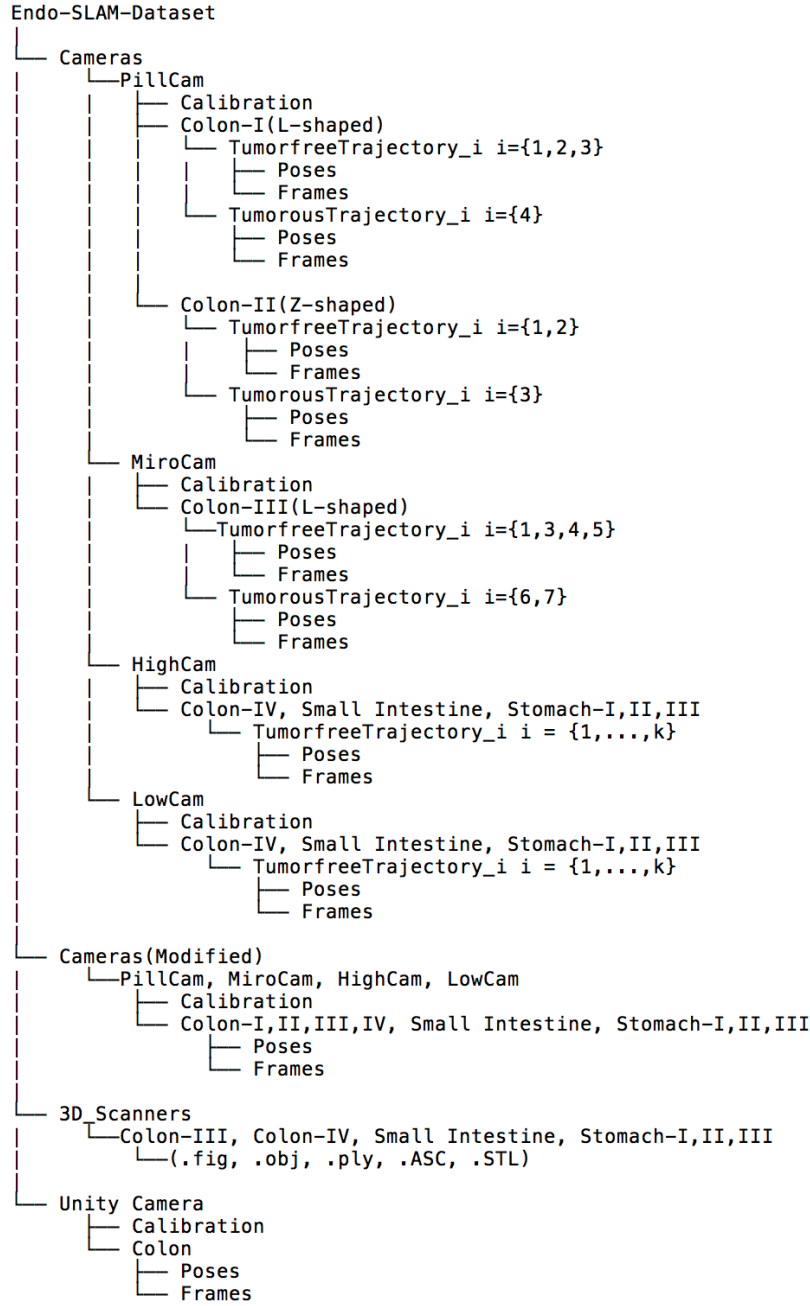 Endo-SLAM-Dataset
Cameras
PillCam
Calibration
Colon-I(L-shaped)
TumorfreeTrajectory_i i={1,2,3}
Poses
Frames
TumorousTrajectory_i i={4}
Poses
Frames
Colon-II(Z-shaped)
TumorfreeTrajectory_i i={1,2}
Poses
Frames
TumorousTrajectory_i i={3}
Poses
Frames
MiroCam
Calibration
Colon-III(L-shaped)
TumorfreeTrajectory_i i={1,3,4,5}
Poses
Frames
TumorousTrajectory_i i={6,7}
Poses
Frames
HighCam
Calibration
Colon-IV, Small Intestine, Stomach-I,II,III
TumorfreeTrajectory_i i = {1,...,k}
Poses
Frames
LowCam
Calibration
Colon-IV, Small Intestine, Stomach-I,II,III
TumorfreeTrajectory_i i = {1,...,k}
Poses
Frames
Cameras(Modified)
PillCam, MiroCam, HighCam, LowCam
Calibration
Colon-I,II,III,IV, Small Intestine, Stomach-I,II,III
Poses
Frames
3D_Scanners
Colon-III, Colon-IV, Small Intestine, Stomach-I,II,III
(.fig, .obj, .ply, .ASC, .STL)
Unity Camera
Calibration
Colon
Poses
Frames